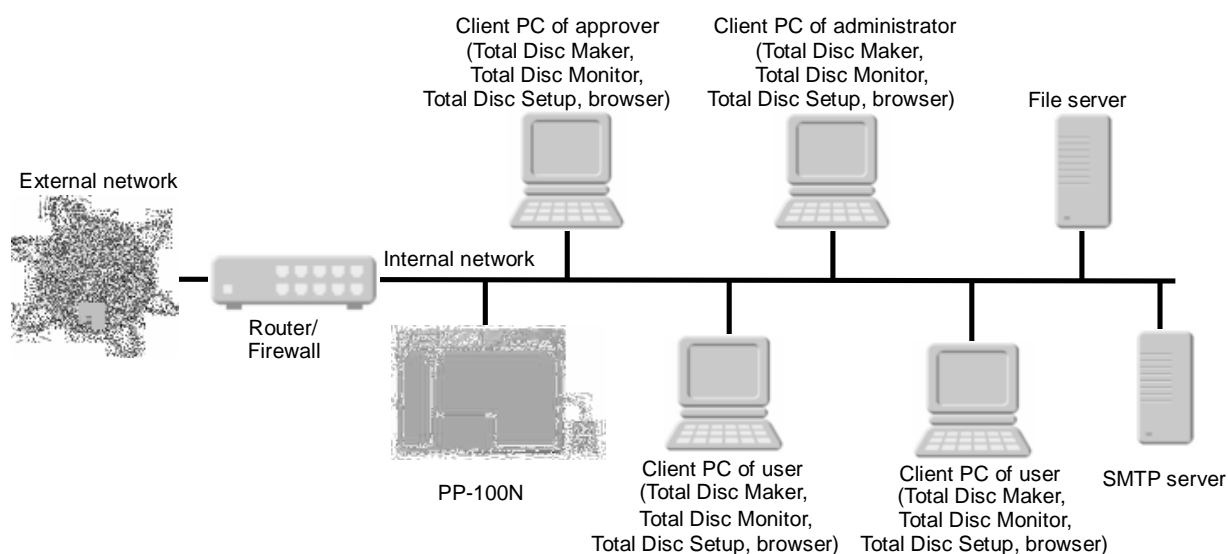 Client PC of approver
(Total Disc Maker,
Total Disc Monitor,
Total Disc Setup, browser)
Client PC of administrator
(Total Disc Maker,
Total Disc Monitor,
Total Disc Setup, browser)
File server
External network
Internal network
Router/
Firewall
PP-100N
Client PC of user
(Total Disc Maker,
Total Disc Monitor,
Total Disc Setup, browser)
Client PC of user
(Total Disc Maker,
Total Disc Monitor,
Total Disc Setup, browser)
SMTP server